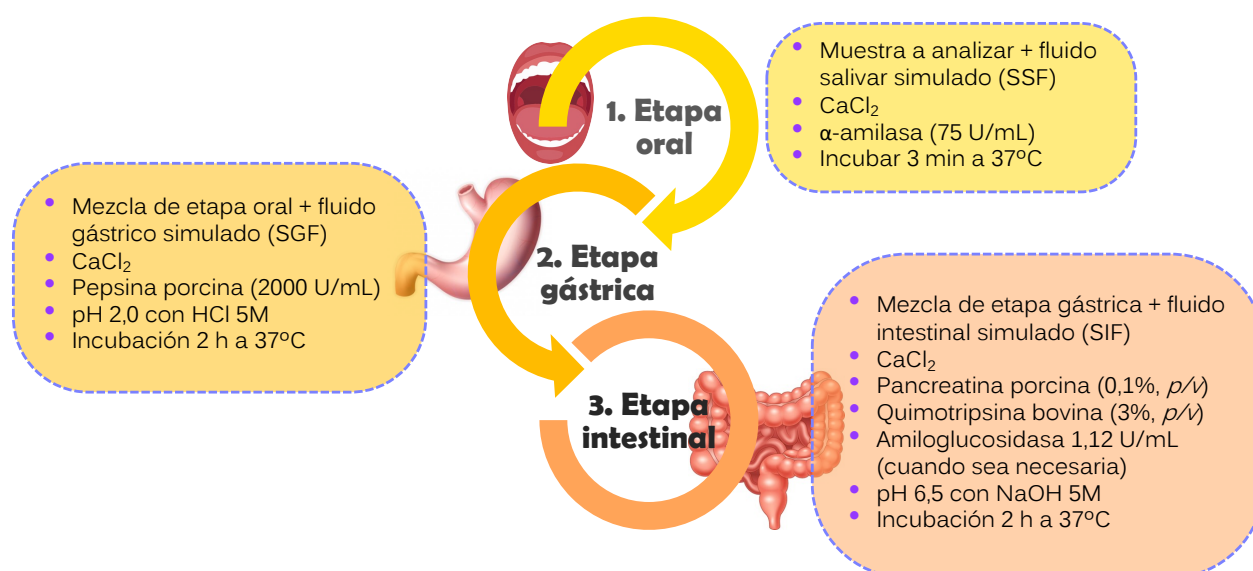 1. Etapa
oral
• Muestra a analizar + fluido
salivar simulado (SSF)
• CaCl₂
• α-amilasa (75 U/mL)
• Incubar 3 min a 37ºC
2. Etapa
gástrica
• Mezcla de etapa oral + fluido
gástrico simulado (SGF)
• CaCl₂
• Pepsina porcina (2000 U/mL)
• pH 2,0 con HCl 5M
• Incubación 2 h a 37ºC
3. Etapa
intestinal
• Mezcla de etapa gástrica + fluido
intestinal simulado (SIF)
• CaCl₂
• Pancreatina porcina (0,1%, p/v)
• Quimotripsina bovina (3%, p/v)
• Amiloglucosidasa 1,12 U/mL
(cuando sea necesaria)
• pH 6,5 con NaOH 5M
• Incubación 2 h a 37ºC